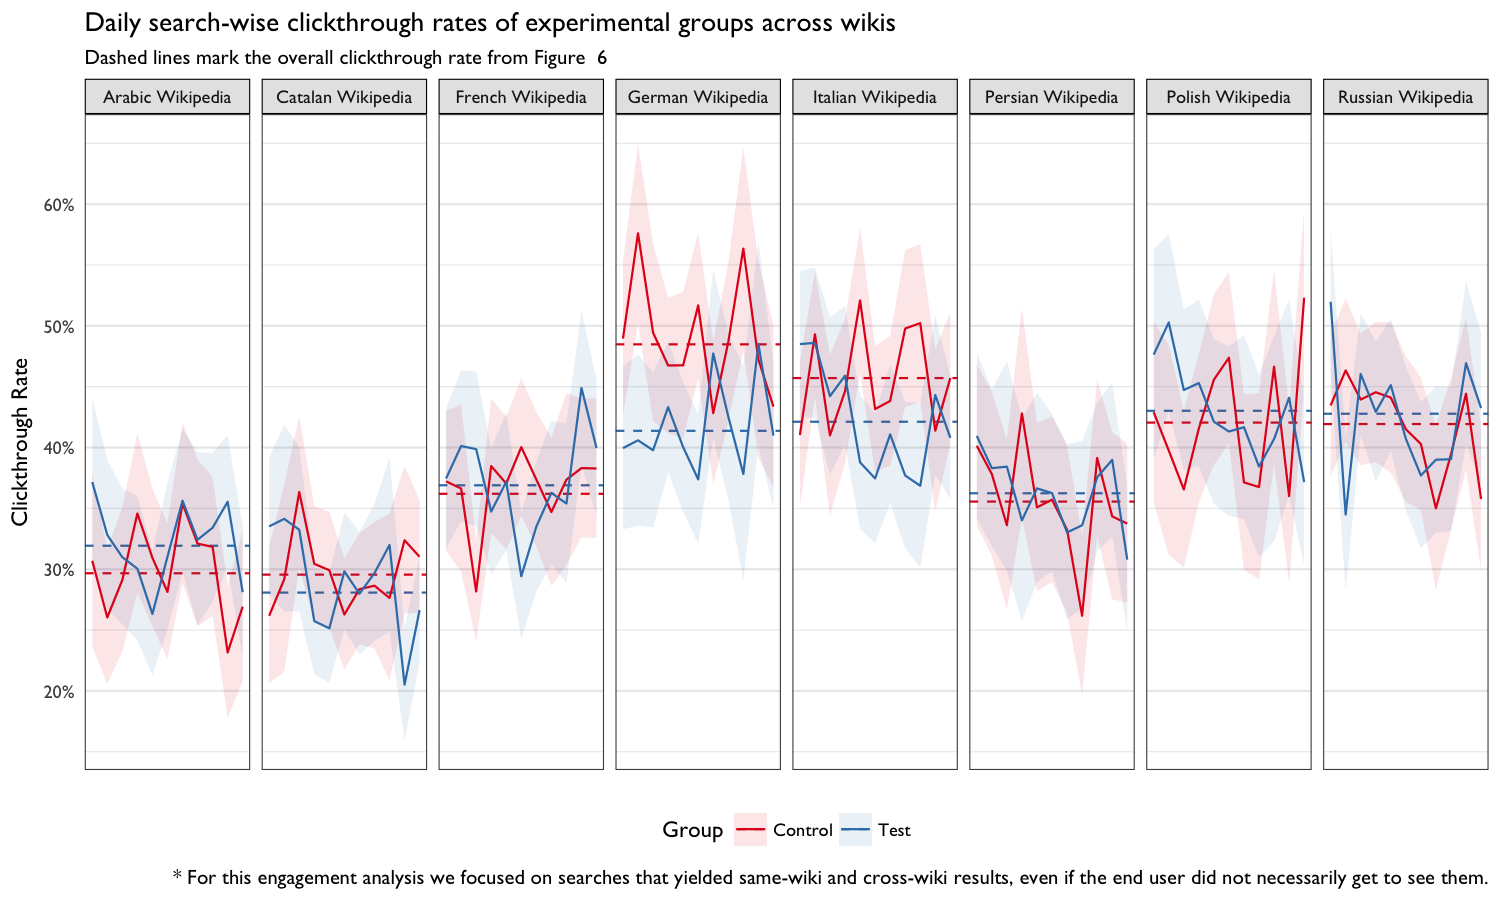 Daily search-wise clickthrough rates of experimental groups across wikis
Dashed lines mark the overall clickthrough rate from Figure 6
Arabic Wikipedia
Catalan Wikipedia
French Wikipedia
German Wikipedia
Italian Wikipedia
Persian Wikipedia
Polish Wikipedia
Russian Wikipedia
Clickthrough Rate
60%
50%
40%
30%
20%
Group Control Test
* For this engagement analysis we focused on searches that yielded same-wiki and cross-wiki results, even if the end user did not necessarily get to see them.